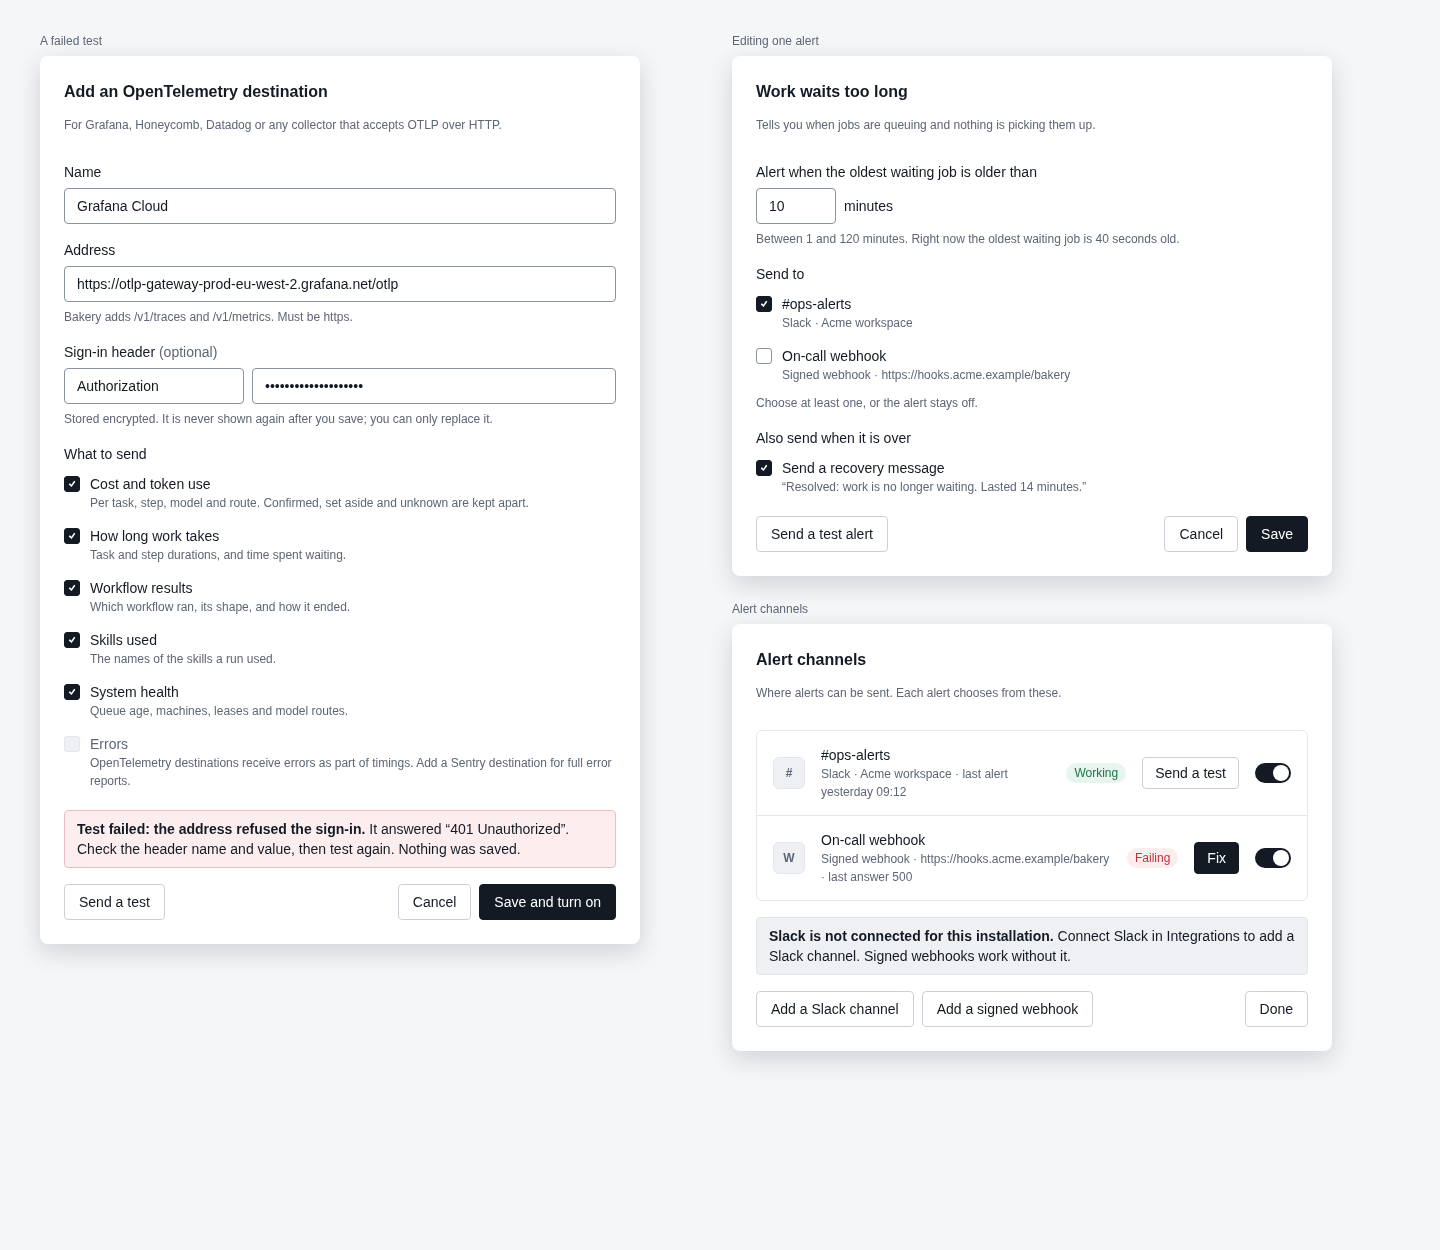 A failed test
Add an OpenTelemetry destination
For Grafana, Honeycomb, Datadog or any collector that accepts OTLP over HTTP.
Name
Grafana Cloud
Address
https://otlp-gateway-prod-eu-west-2.grafana.net/otlp
Bakery adds /v1/traces and /v1/metrics. Must be https.
Sign-in header (optional)
Authorization
••••••••••••••••••••
Stored encrypted. It is never shown again after you save; you can only replace it.
What to send
Cost and token use
Per task, step, model and route. Confirmed, set aside and unknown are kept apart.
How long work takes
Task and step durations, and time spent waiting.
Workflow results
Which workflow ran, its shape, and how it ended.
Skills used
The names of the skills a run used.
System health
Queue age, machines, leases and model routes.
Errors
OpenTelemetry destinations receive errors as part of timings. Add a Sentry destination for full error
reports.
Test failed: the address refused the sign-in. It answered “401 Unauthorized”.
Check the header name and value, then test again. Nothing was saved.
Send a test
Cancel
Save and turn on
Editing one alert
Work waits too long
Tells you when jobs are queuing and nothing is picking them up.
Alert when the oldest waiting job is older than
10 minutes
Between 1 and 120 minutes. Right now the oldest waiting job is 40 seconds old.
Send to
#ops-alerts
Slack · Acme workspace
On-call webhook
Signed webhook · https://hooks.acme.example/bakery
Choose at least one, or the alert stays off.
Also send when it is over
Send a recovery message
“Resolved: work is no longer waiting. Lasted 14 minutes.”
Send a test alert
Cancel
Save
Alert channels
Alert channels
Where alerts can be sent. Each alert chooses from these.
#
#ops-alerts
Slack · Acme workspace · last alert
yesterday 09:12
Working
Send a test
W
On-call webhook
Signed webhook · https://hooks.acme.example/bakery
· last answer 500
Failing
Fix
Slack is not connected for this installation. Connect Slack in Integrations to add a
Slack channel. Signed webhooks work without it.
Add a Slack channel
Add a signed webhook
Done